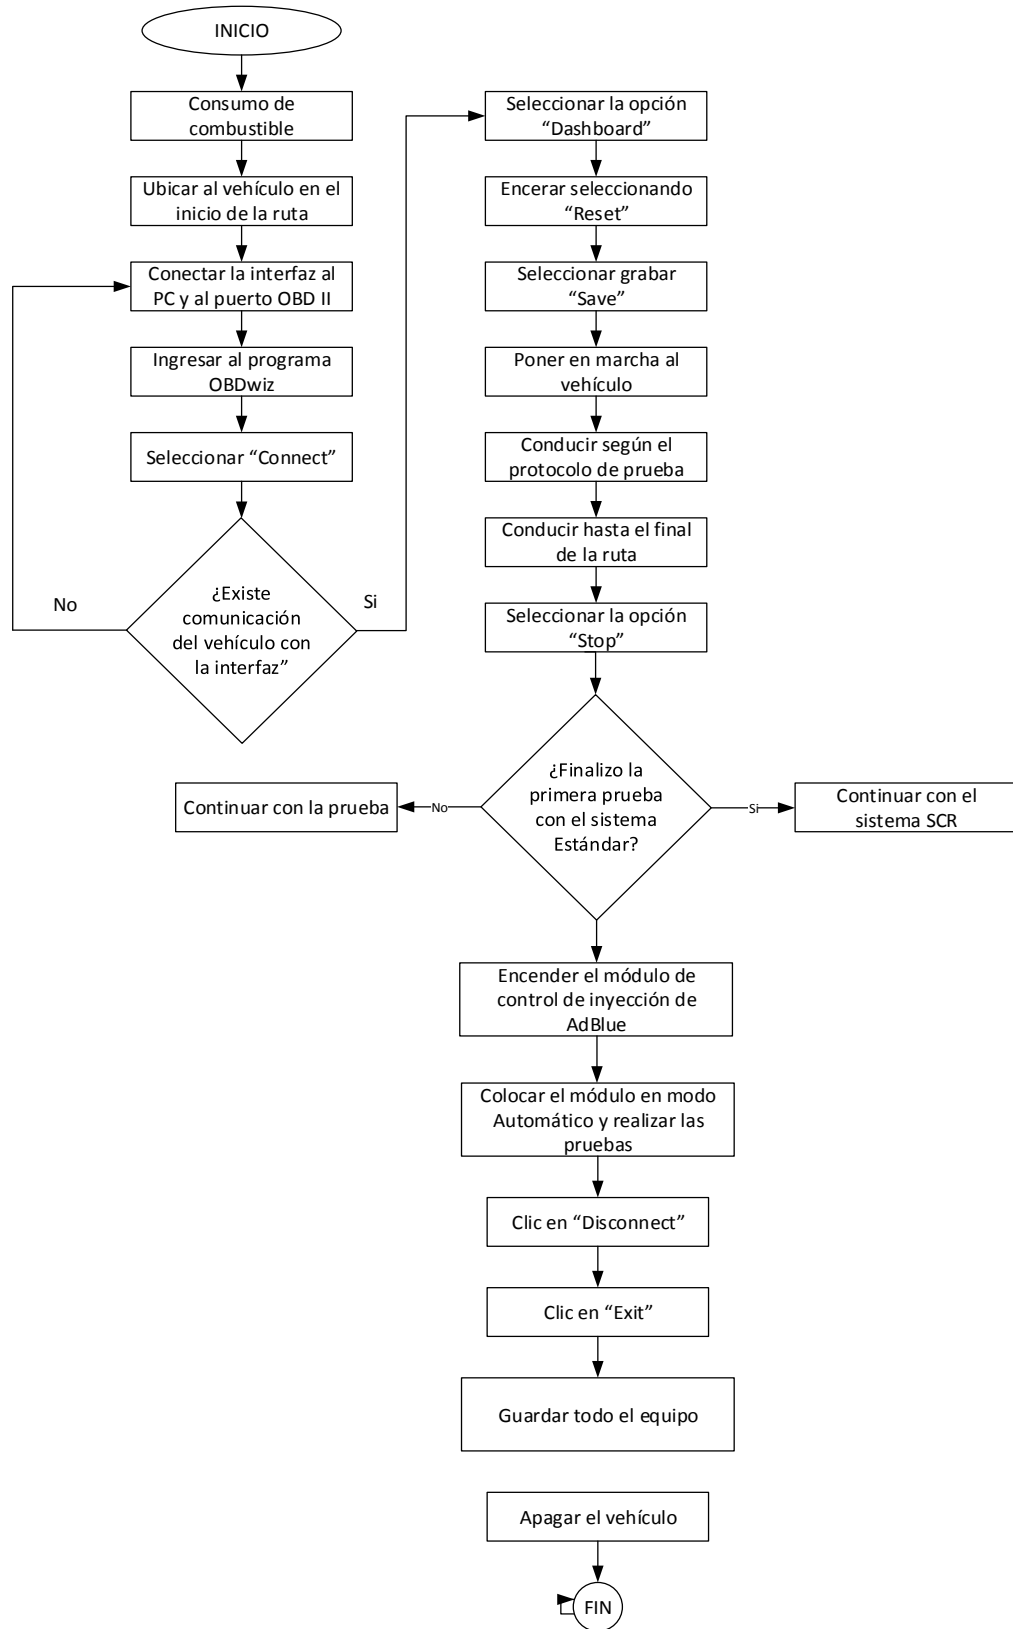 INICIO
Consumo de
combustible
Ubicar al vehículo en el
inicio de la ruta
Conectar la interfaz al
PC y al puerto OBD II
Ingresar al programa
OBDwiz
Seleccionar “Connect”
¿Existe
comunicación
del vehículo con
la interfaz”
No
Si
Seleccionar la opción
“Dashboard”
Encerar seleccionando
“Reset”
Seleccionar grabar
“Save”
Poner en marcha al
vehículo
Conducir según el
protocolo de prueba
Conducir hasta el final
de la ruta
Seleccionar la opción
“Stop”
¿Finalizo la
primera prueba
con el sistema
Estándar?
No
Continuar con la prueba
Si
Continuar con el
sistema SCR
Encender el módulo de
control de inyección de
AdBlue
Colocar el módulo en modo
Automático y realizar las
pruebas
Clic en “Disconnect”
Clic en “Exit”
Guardar todo el equipo
Apagar el vehículo
FIN